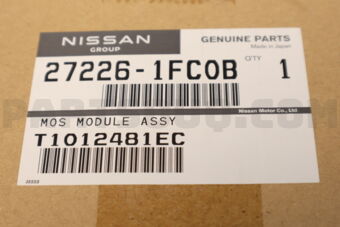 NISSAN
GROUP
GENUINE PARTS
Made in Japan
27226-1FC0B
Q'TY
1
Nissan Motor Co., Ltd.
MOS MODULE ASSY
T1012481EC